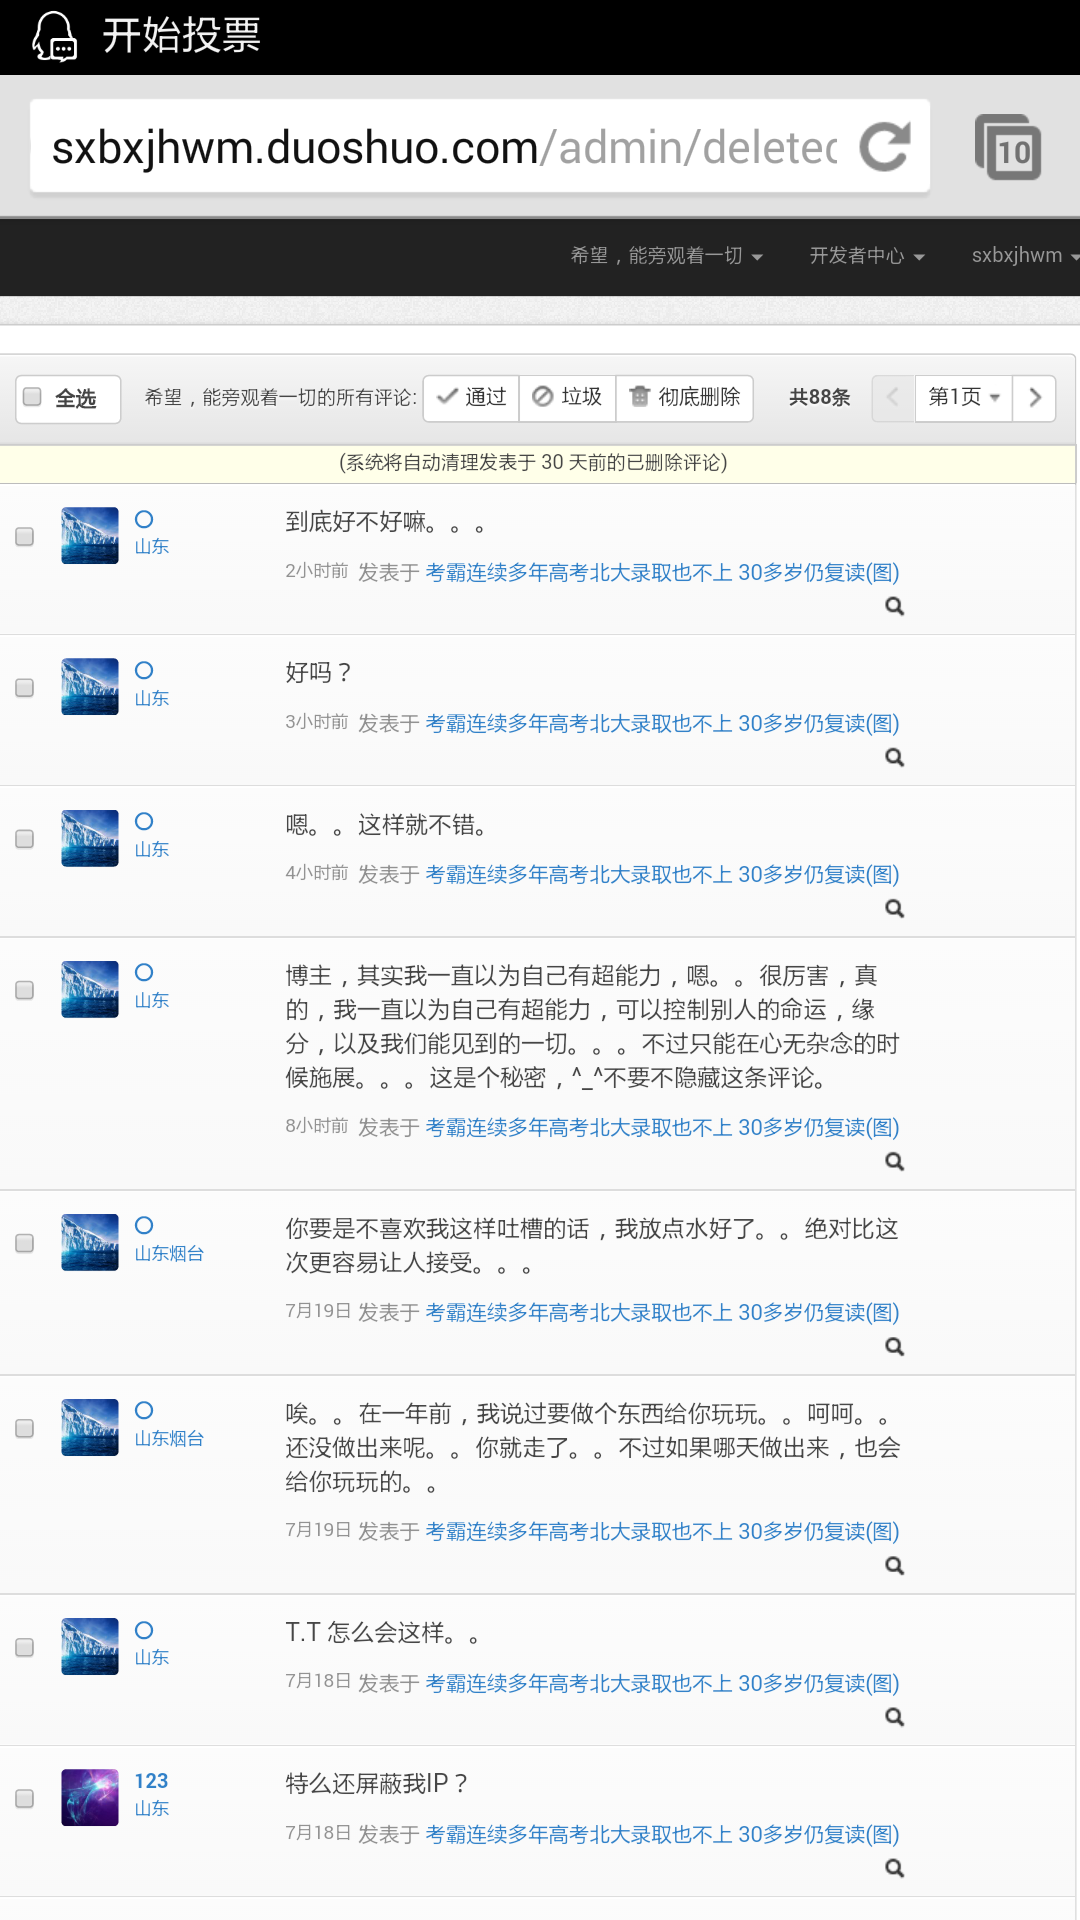 开始投票
sxbxjhwm.duoshuo.com/admin/deleted
10
希望，能旁观着一切 开发者中心 sxbxjhwm
全选 希望，能旁观着一切的所有评论: 通过 垃圾 彻底删除 共88条 第1页
(系统将自动清理发表于 30 天前的已删除评论)
〇 到底好不好嘛。。。
山东
2小时前 发表于 考霸连续多年高考北大录取也不上 30多岁仍复读(图)
〇 好吗？
山东
3小时前 发表于 考霸连续多年高考北大录取也不上 30多岁仍复读(图)
〇 嗯。。这样就不错。
山东
4小时前 发表于 考霸连续多年高考北大录取也不上 30多岁仍复读(图)
〇 博主，其实我一直以为自己有超能力，嗯。。很厉害，真
山东 的，我一直以为自己有超能力，可以控制别人的命运，缘
分，以及我们能见到的一切。。。不过只能在心无杂念的时
候施展。。。这是个秘密，^_^不要不隐藏这条评论。
8小时前 发表于 考霸连续多年高考北大录取也不上 30多岁仍复读(图)
〇 你要是不喜欢我这样吐槽的话，我放点水好了。。绝对比这
山东烟台 次更容易让人接受。。。
7月19日 发表于 考霸连续多年高考北大录取也不上 30多岁仍复读(图)
〇 唉。。在一年前，我说过要做个东西给你玩玩。。呵呵。。
山东烟台 还没做出来呢。。你就走了。。不过如果哪天做出来，也会
给你玩玩的。。
7月19日 发表于 考霸连续多年高考北大录取也不上 30多岁仍复读(图)
〇 T.T 怎么会这样。。
山东
7月18日 发表于 考霸连续多年高考北大录取也不上 30多岁仍复读(图)
123 特么还屏蔽我IP？
山东
7月18日 发表于 考霸连续多年高考北大录取也不上 30多岁仍复读(图)